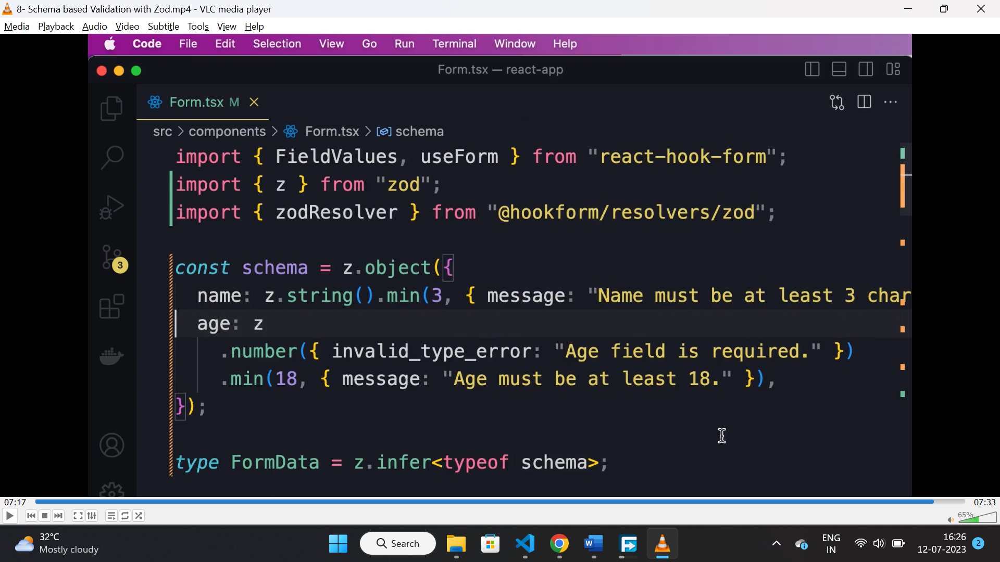 8- Schema based Validation with Zod.mp4 - VLC media player
Media Playback Audio Video Subtitle Tools View Help
Code File Edit Selection View Go Run Terminal Window Help
Form.tsx — react-app
Form.tsx M
src > components > Form.tsx > schema
import { FieldValues, useForm } from "react-hook-form";
import { z } from "zod";
import { zodResolver } from "@hookform/resolvers/zod";
const schema = z.object({
name: z.string().min(3, { message: "Name must be at least 3 char
age: z
.number({ invalid_type_error: "Age field is required." })
.min(18, { message: "Age must be at least 18." }),
});
type FormData = z.infer<typeof schema>;
3
07:17
07:33
65%
32°C
Mostly cloudy
Search
W
ENG
IN
16:26
12-07-2023
2